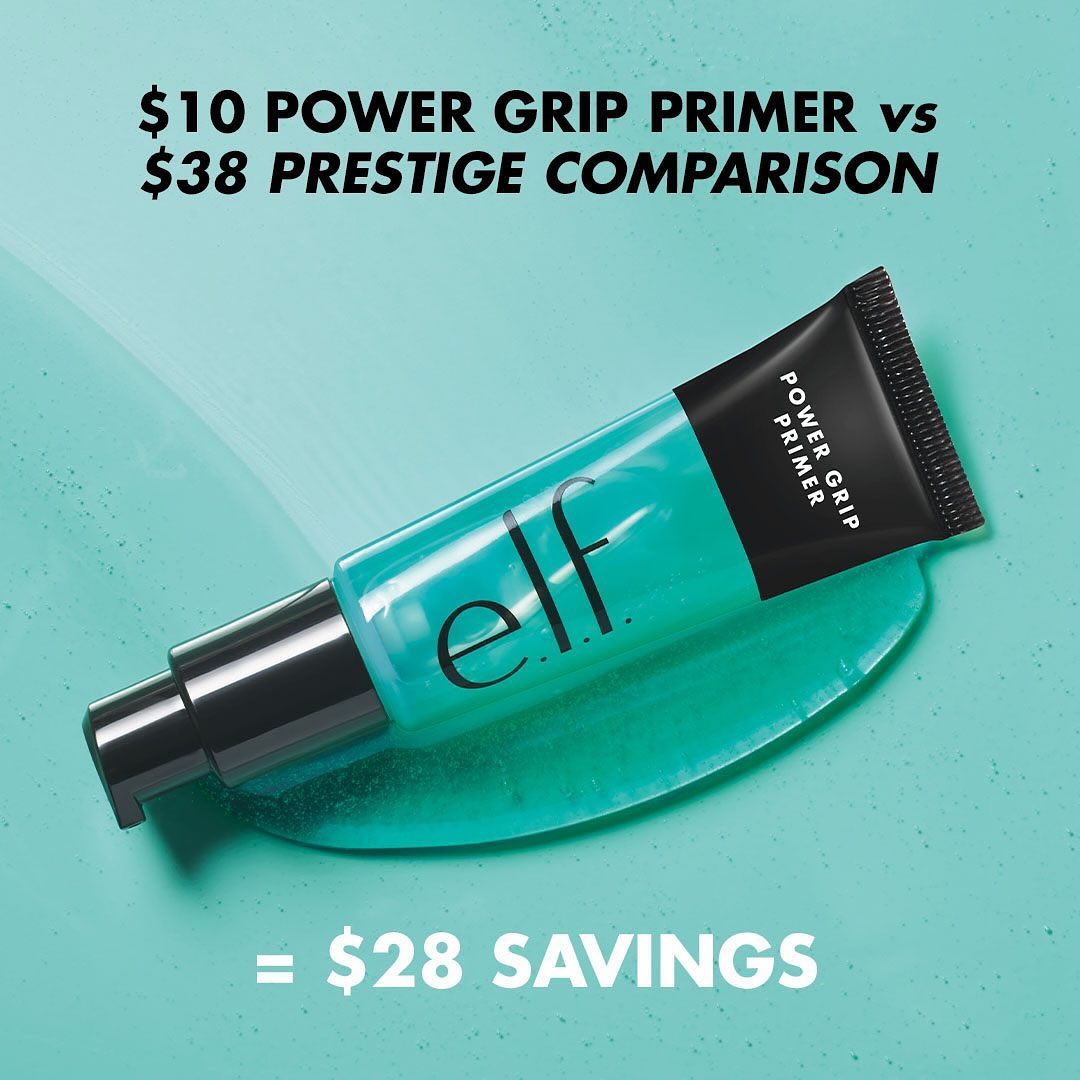 $10 POWER GRIP PRIMER vs
$38 PRESTIGE COMPARISON
POWER GRIP
PRIMER
e.l.f.
= $28 SAVINGS